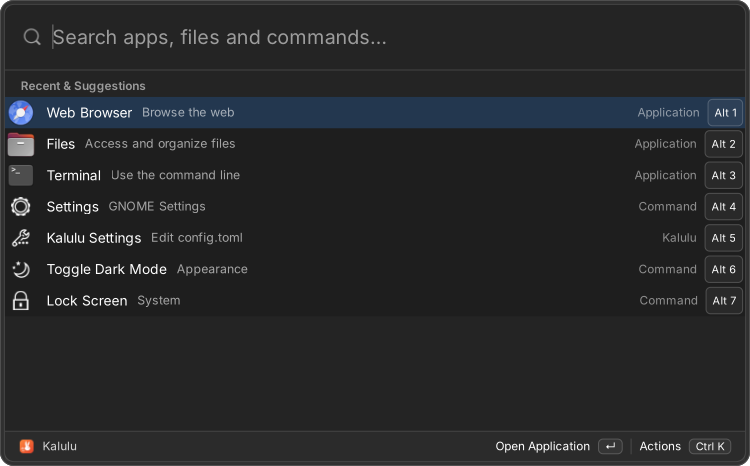 Search apps, files and commands...
Recent & Suggestions
Web Browser Browse the web Application Alt 1
Files Access and organize files Application Alt 2
>_ Terminal Use the command line Application Alt 3
Settings GNOME Settings Command Alt 4
Kalulu Settings Edit config.toml Kalulu Alt 5
Toggle Dark Mode Appearance Command Alt 6
Lock Screen System Command Alt 7
Kalulu Open Application ↵ Actions Ctrl K